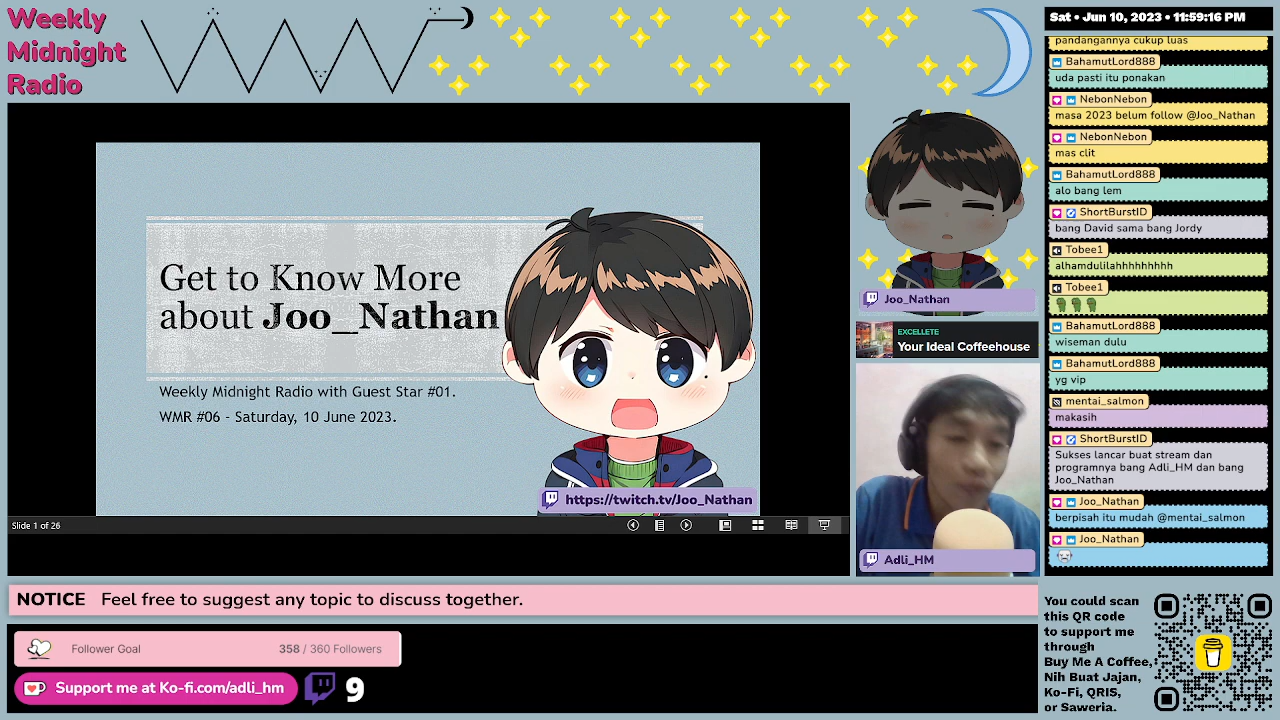 Weekly
Midnight
Radio
Sat • Jun 10, 2023 • 11:59:16 PM
Get to Know More
about Joo_Nathan
Weekly Midnight Radio with Guest Star #01.
WMR #06 - Saturday, 10 June 2023.
https://twitch.tv/Joo_Nathan
Slide 1 of 26
Joo_Nathan
EXCELLETE
Your Ideal Coffeehouse
Adli_HM
pandangannya cukup luas
BahamutLord888
uda pasti itu ponakan
NebonNebon
masa 2023 belum follow @Joo_Nathan
NebonNebon
mas clit
BahamutLord888
alo bang lem
ShortBurstID
bang David sama bang Jordy
Tobee1
alhamdulilahhhhhhhhh
Tobee1
BahamutLord888
wiseman dulu
BahamutLord888
yg vip
mentai_salmon
makasih
ShortBurstID
Sukses lancar buat stream dan
programnya bang Adli_HM dan bang
Joo_Nathan
Joo_Nathan
berpisah itu mudah @mentai_salmon
Joo_Nathan
NOTICE Feel free to suggest any topic to discuss together.
Follower Goal 358 / 360 Followers
Support me at Ko-fi.com/adli_hm
9
You could scan
this QR code
to support me
through
Buy Me A Coffee,
Nih Buat Jajan,
Ko-Fi, QRIS,
or Saweria.